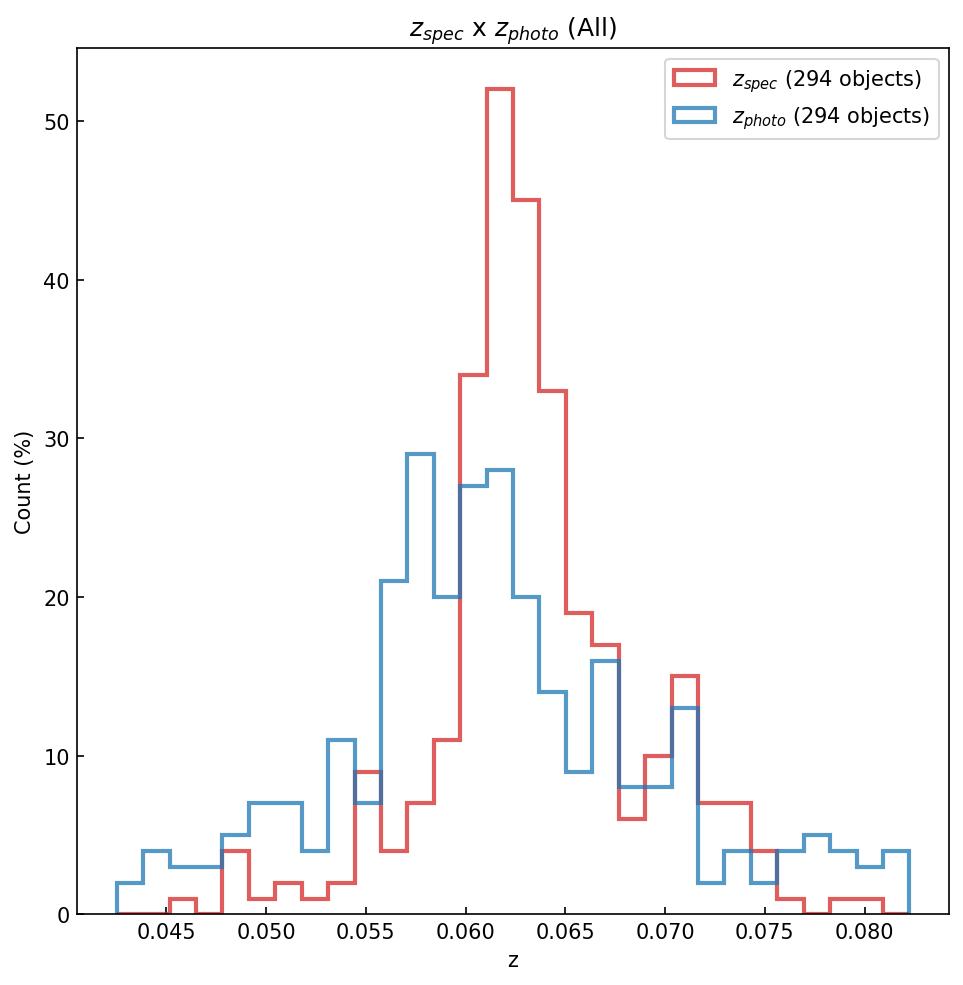 z_spec x z_photo (All)
z_spec (294 objects)
z_photo (294 objects)
Count (%)
50
40
30
20
10
0
0.045 0.050 0.055 0.060 0.065 0.070 0.075 0.080
z